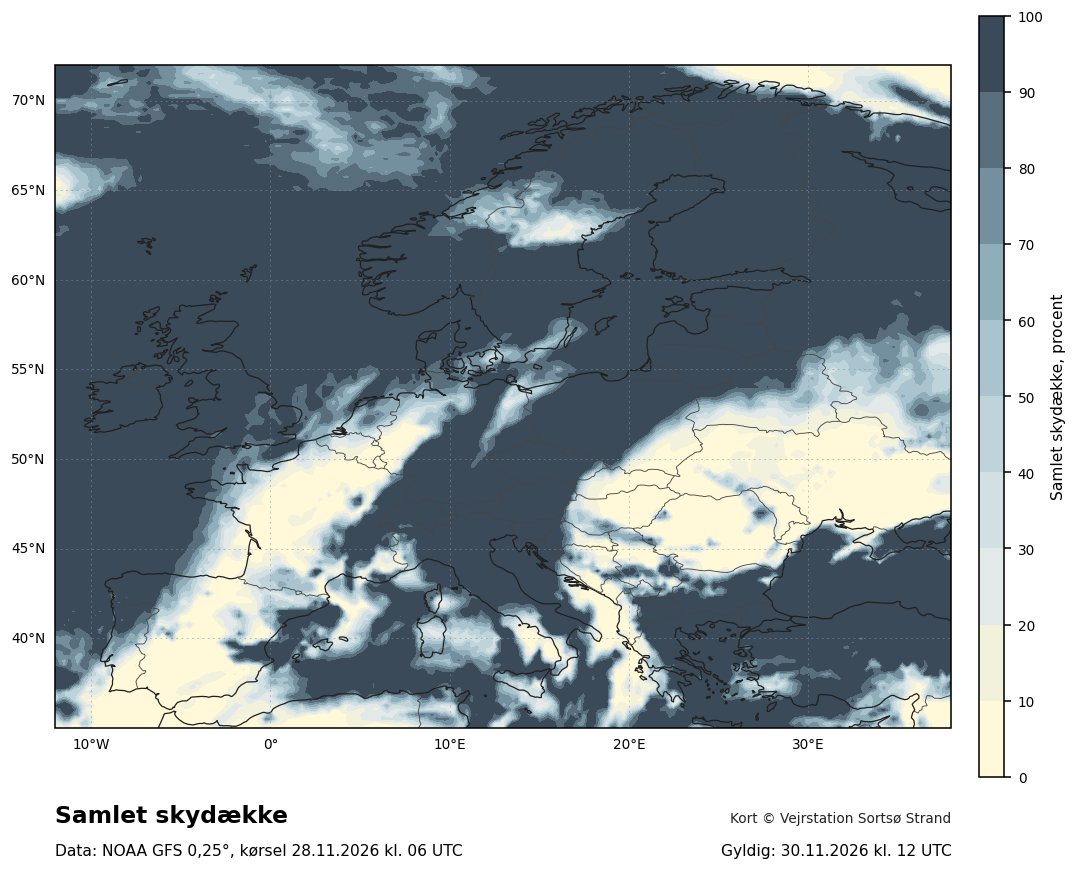 100
90
80
70
60
50
40
30
20
10
0
Samlet skydække, procent
70°N
65°N
60°N
55°N
50°N
45°N
40°N
10°W
0°
10°E
20°E
30°E
Samlet skydække
Kort © Vejrstation Sortsø Strand
Data: NOAA GFS 0,25°, kørsel 28.11.2026 kl. 06 UTC
Gyldig: 30.11.2026 kl. 12 UTC